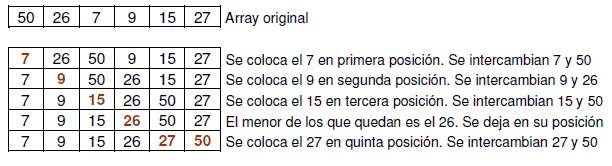 50 26 7 9 15 27 Array original
7 26 50 9 15 27 Se coloca el 7 en primera posición. Se intercambian 7 y 50
7 9 50 26 15 27 Se coloca el 9 en segunda posición. Se intercambian 9 y 26
7 9 15 26 50 27 Se coloca el 15 en tercera posición. Se intercambian 15 y 50
7 9 15 26 50 27 El menor de los que quedan es el 26. Se deja en su posición
7 9 15 26 27 50 Se coloca el 27 en quinta posición. Se intercambian 27 y 50